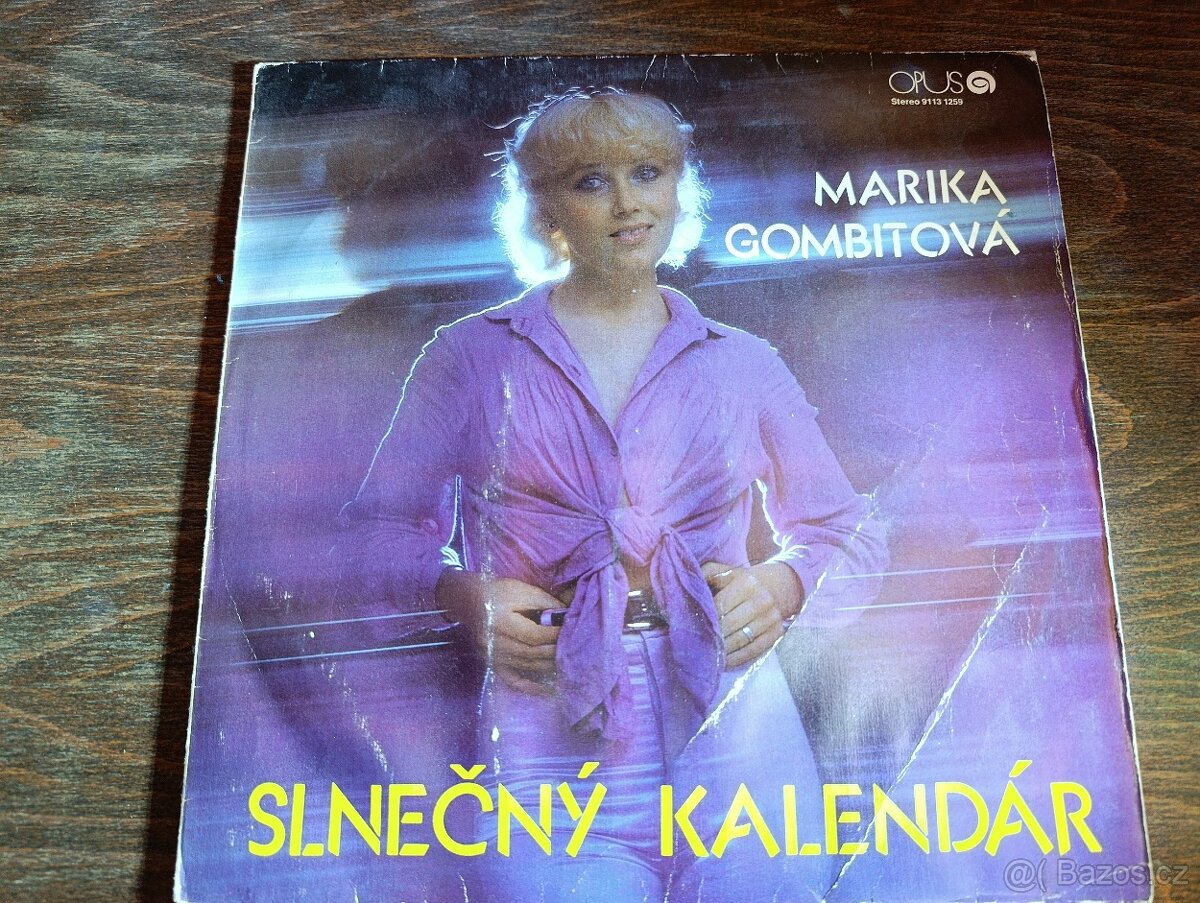 OPUS
Stereo 9113 1259
MARIKA
GOMBITOVÁ
SLNEČNÝ KALENDÁR
@( Bazos.cz